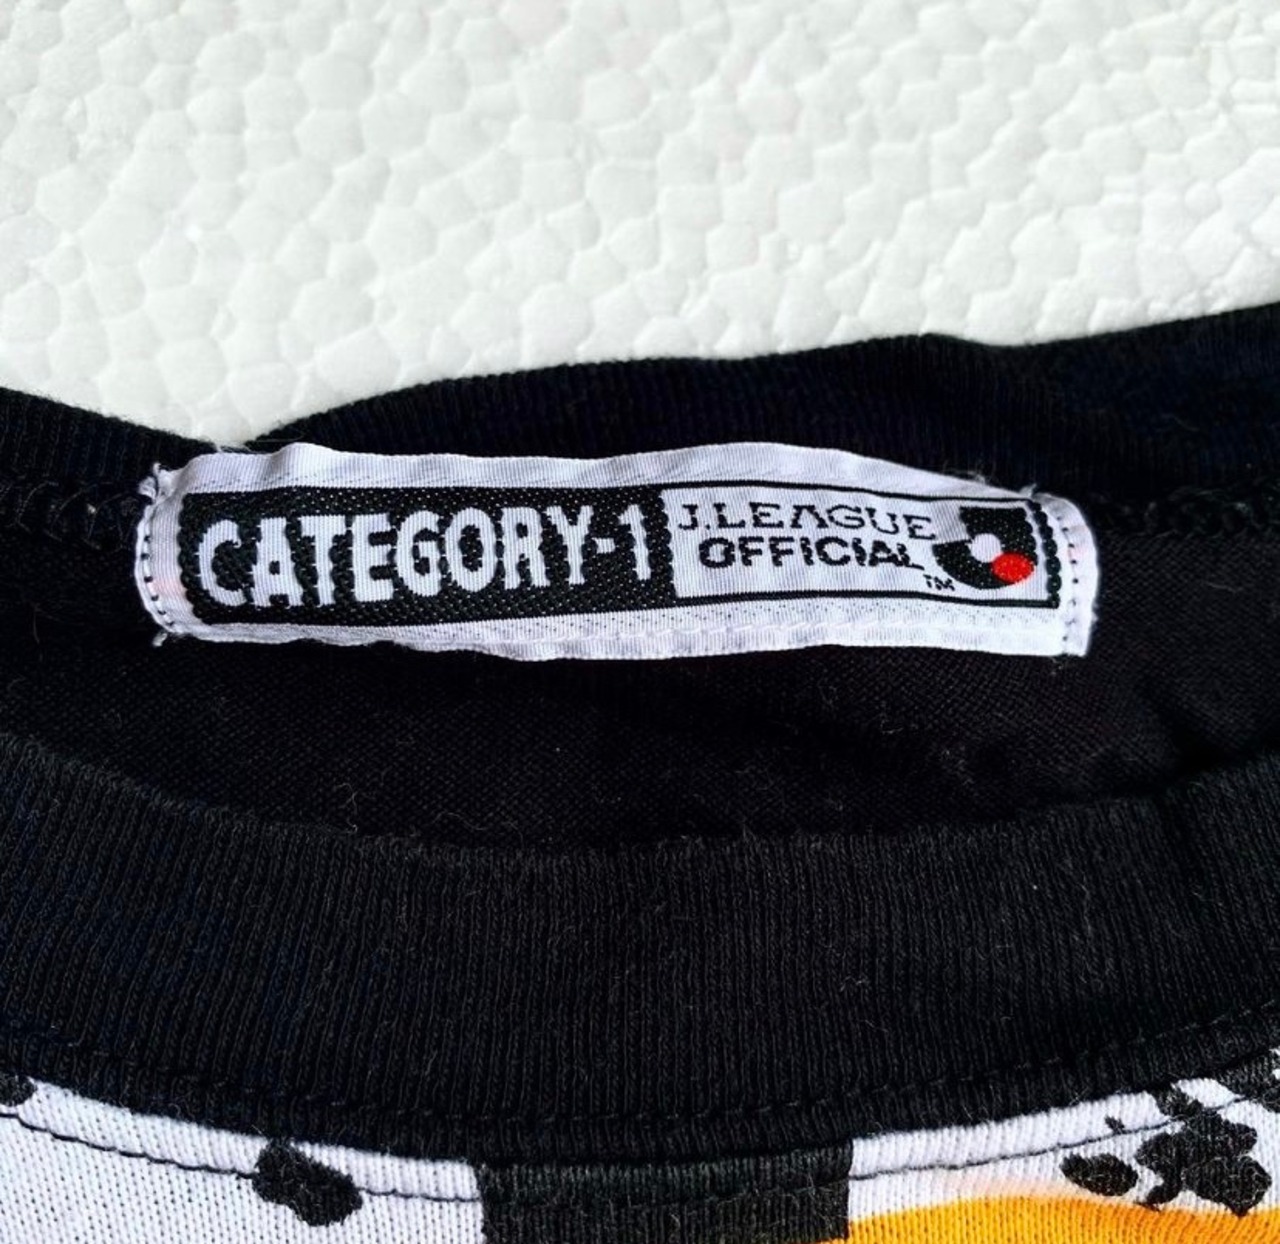 CATEGORY-1
J.LEAGUE
OFFICIAL
TM